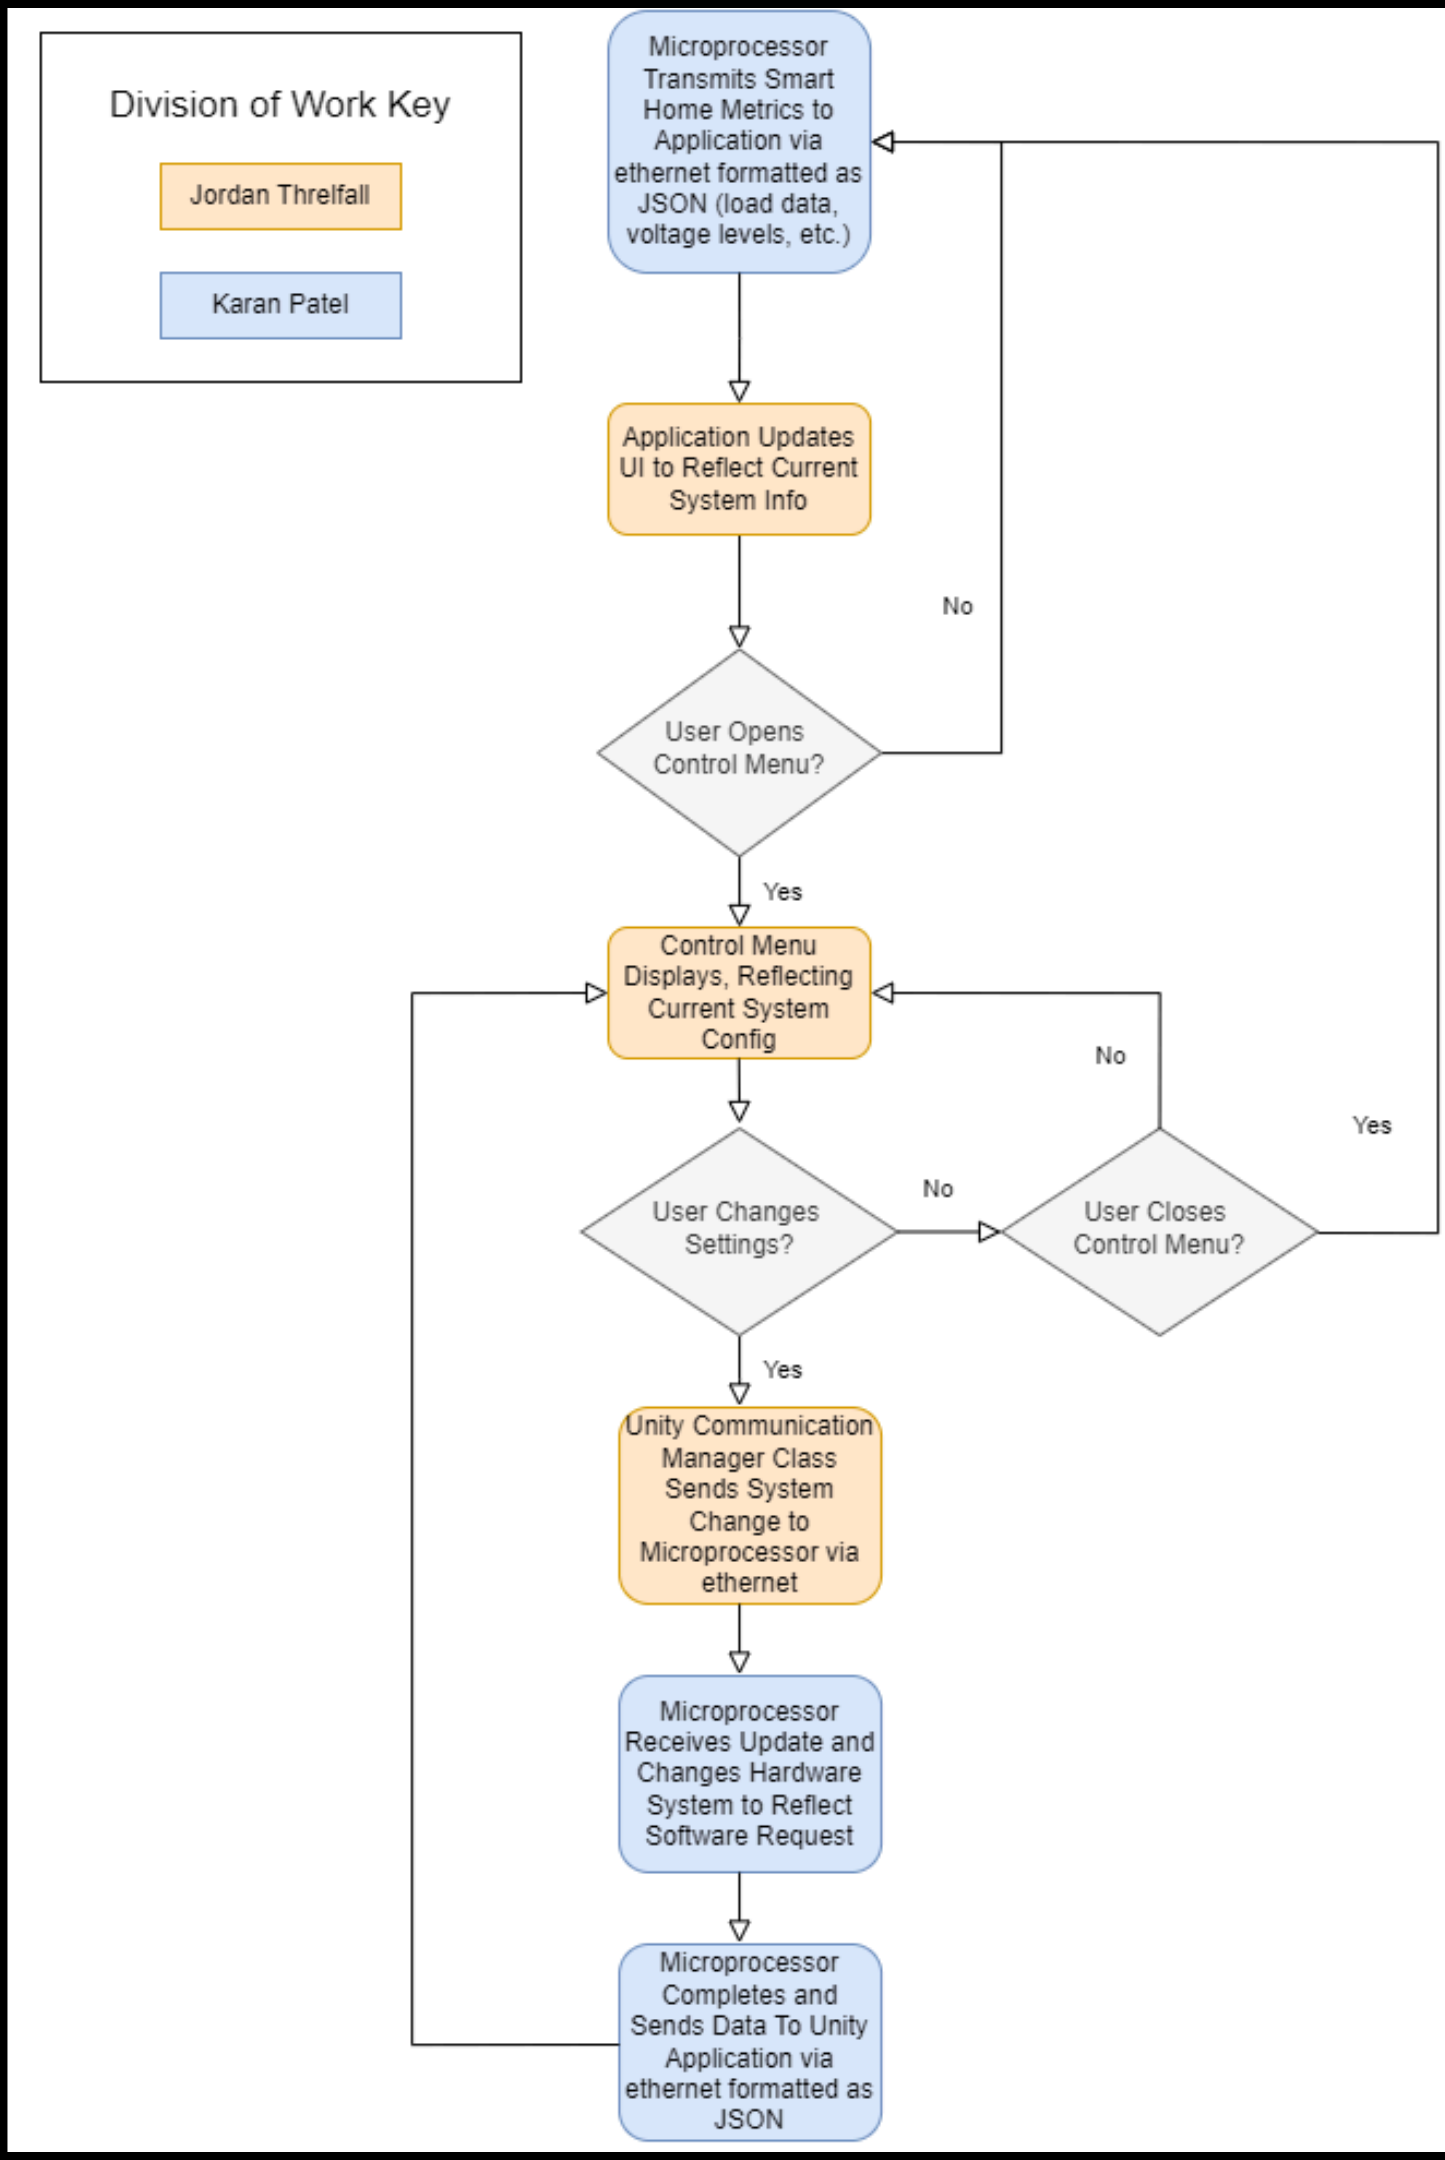 Division of Work Key
Jordan Threlfall
Karan Patel
Microprocessor
Transmits Smart
Home Metrics to
Application via
ethernet formatted as
JSON (load data,
voltage levels, etc.)
Application Updates
UI to Reflect Current
System Info
No
User Opens
Control Menu?
Yes
Control Menu
Displays, Reflecting
Current System
Config
No
Yes
User Changes
Settings?
No
User Closes
Control Menu?
Yes
Unity Communication
Manager Class
Sends System
Change to
Microprocessor via
ethernet
Microprocessor
Receives Update and
Changes Hardware
System to Reflect
Software Request
Microprocessor
Completes and
Sends Data To Unity
Application via
ethernet formatted as
JSON